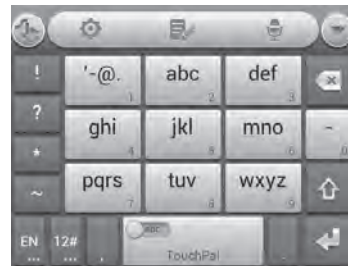 ! '-@. 1 abc 2 def 3
? ghi 4 jkl 5 mno 6 - 0
* pqrs 7 tuv 8 wxyz 9
~
EN ... 12# ... , ABC TouchPal .